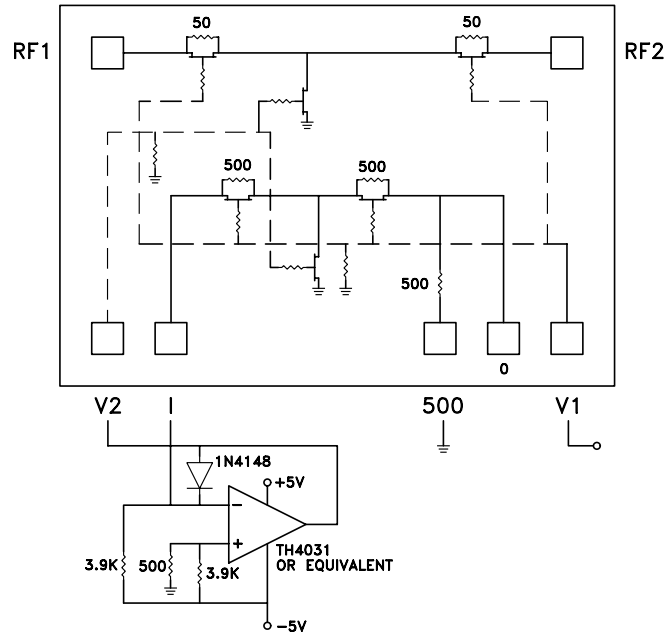 50
50
RF1
RF2
500
500
500
0
V2
I
500
V1
1N4148
+5V
−
+
TH4031
OR EQUIVALENT
3.9K
500
3.9K
−5V